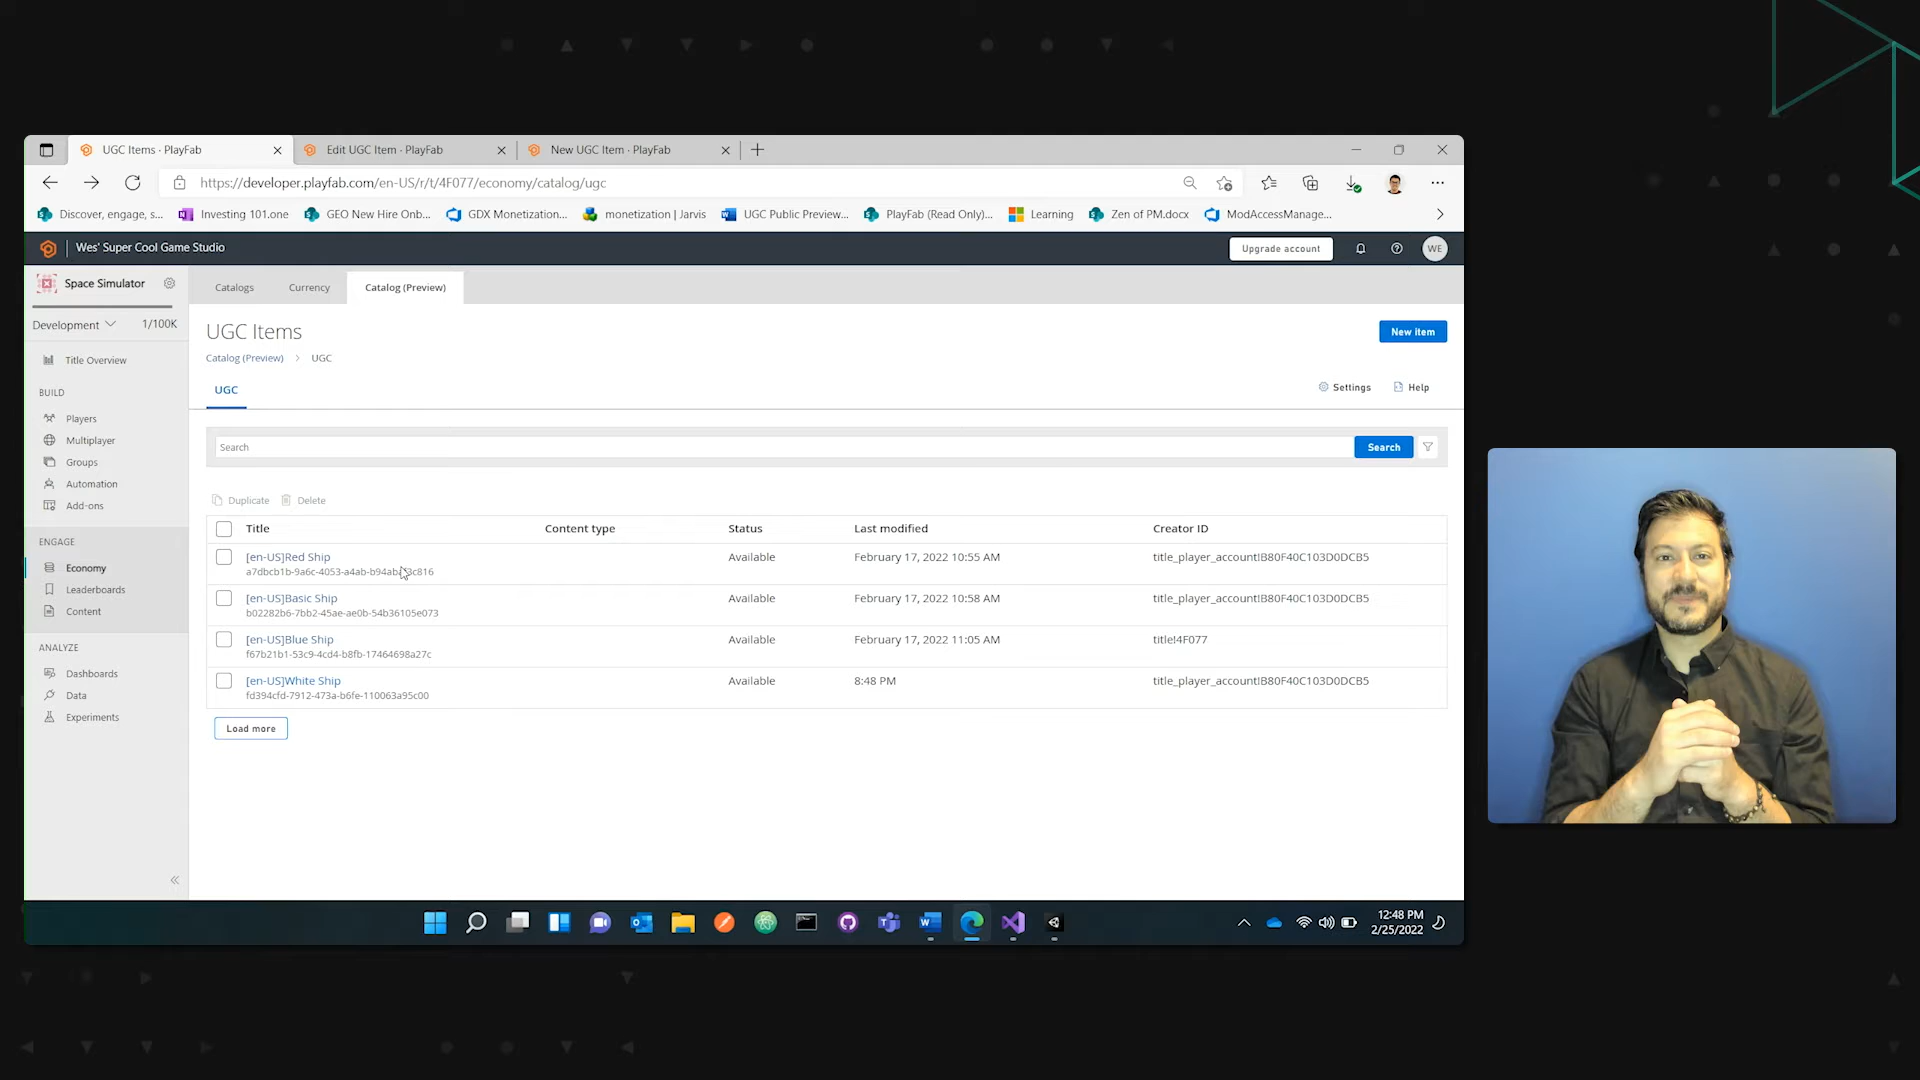 UGC Items · PlayFab
Edit UGC Item · PlayFab
New UGC Item · PlayFab
https://developer.playfab.com/en-US/r/t/4F077/economy/catalog/ugc
Discover, engage, s...
Investing 101.one
GEO New Hire Onb...
GDX Monetization...
monetization | Jarvis
UGC Public Preview...
PlayFab (Read Only)...
Learning
Zen of PM.docx
ModAccessManage...
Wes' Super Cool Game Studio
Upgrade account
WE
Space Simulator
Catalogs
Currency
Catalog (Preview)
Development
1/100K
UGC Items
New item
Catalog (Preview) > UGC
Title Overview
UGC
Settings
Help
BUILD
Players
Multiplayer
Groups
Automation
Add-ons
Search
Search
Duplicate
Delete
ENGAGE
Economy
Leaderboards
Content
ANALYZE
Dashboards
Data
Experiments
Title Content type Status Last modified Creator ID
[en-US]Red Ship Available February 17, 2022 10:55 AM title_player_account!B80F40C103D0DCB5
[en-US]Basic Ship Available February 17, 2022 10:58 AM title_player_account!B80F40C103D0DCB5
b02282b6-7bb2-45ae-ae0b-54b36105e073
[en-US]Blue Ship Available February 17, 2022 11:05 AM title!4F077
f67b21b1-53c9-4cd4-b8fb-17464698a27c
[en-US]White Ship Available 8:48 PM title_player_account!B80F40C103D0DCB5
fd394cfd-7912-473a-b6fe-110063a95c00
Load more
12:48 PM
2/25/2022